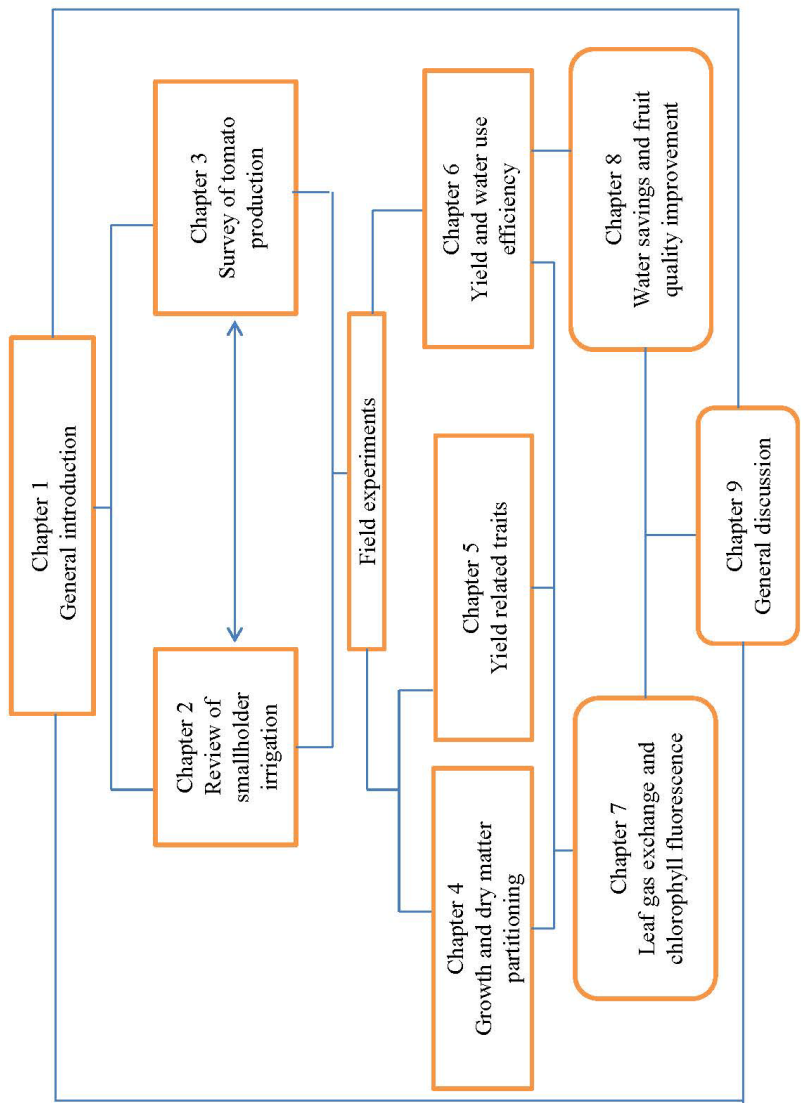 Chapter 1
General introduction
Chapter 2
Review of
smallholder
irrigation
Chapter 3
Survey of tomato
production
Field experiments
Chapter 4
Growth and dry matter
partitioning
Chapter 5
Yield related traits
Chapter 6
Yield and water use
efficiency
Chapter 7
Leaf gas exchange and
chlorophyll fluorescence
Chapter 8
Water savings and fruit
quality improvement
Chapter 9
General discussion